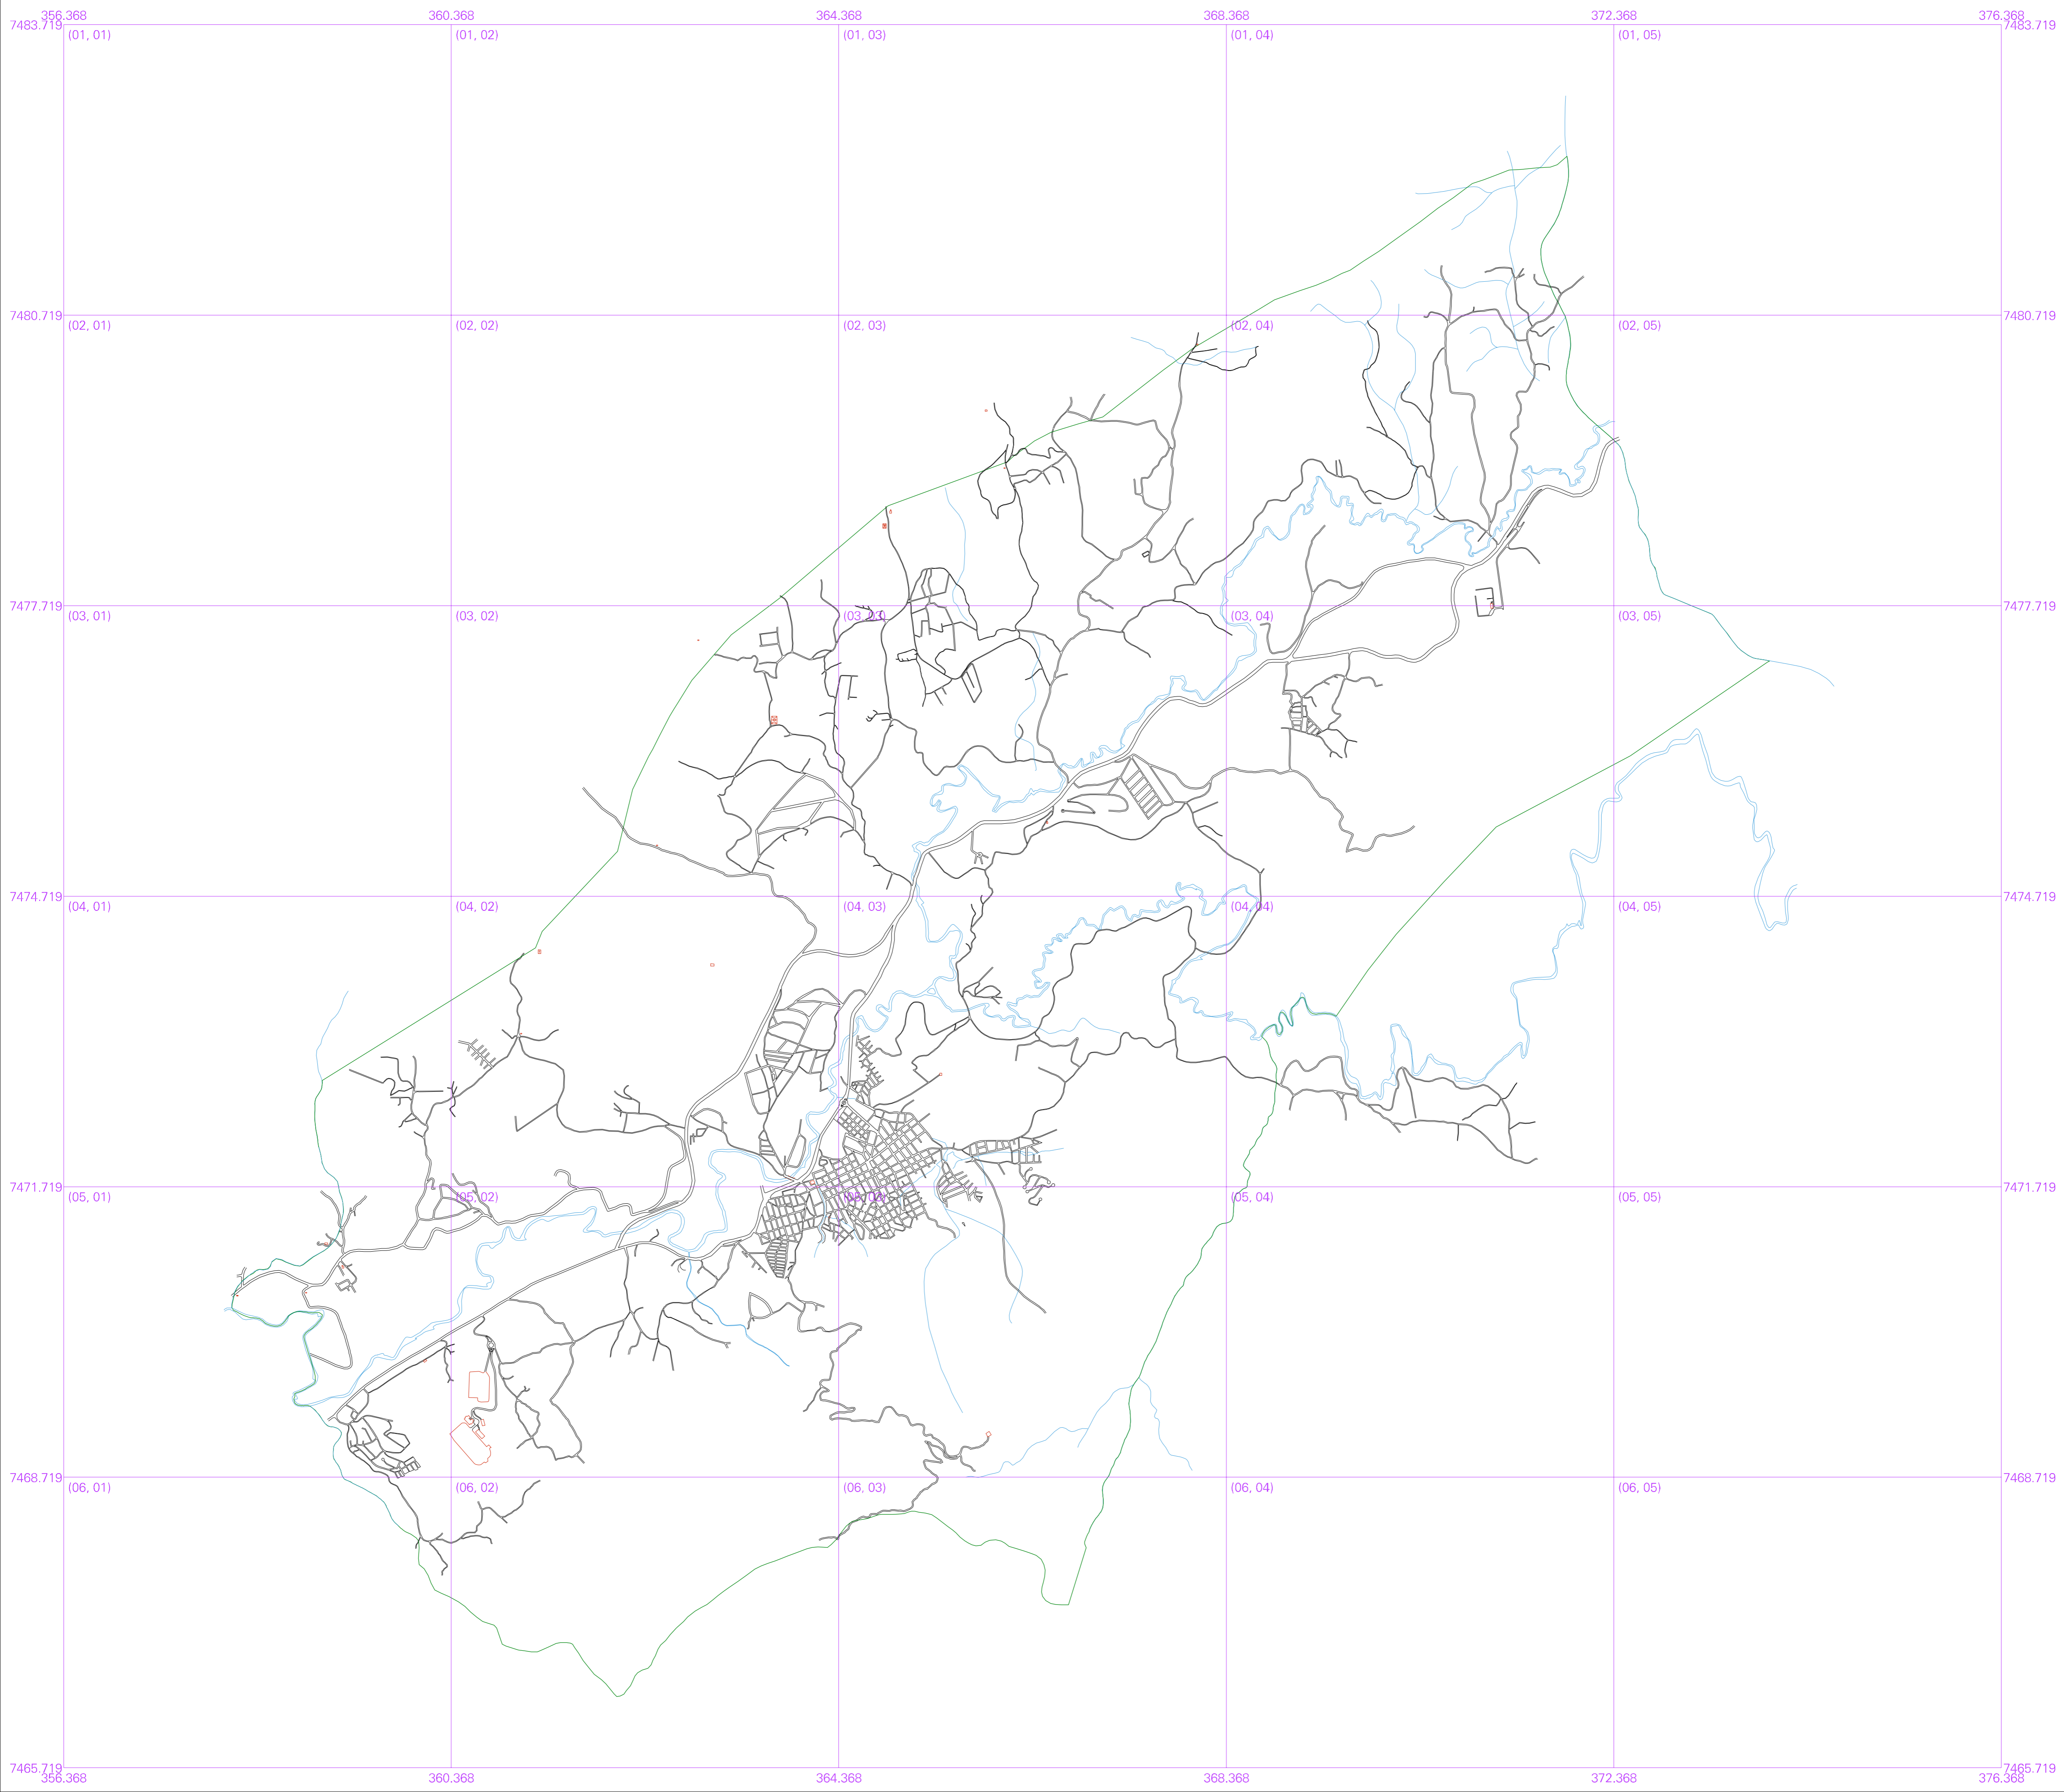 356.368 360.368 364.368 368.368 372.368 376.368
7483.719 7483.719
(01, 01) (01, 02) (01, 03) (01, 04) (01, 05)
7480.719 7480.719
(02, 01) (02, 02) (02, 03) (02, 04) (02, 05)
7477.719 7477.719
(03, 01) (03, 02) (03, 03) (03, 04) (03, 05)
7474.719 7474.719
(04, 01) (04, 02) (04, 03) (04, 04) (04, 05)
7471.719 7471.719
(05, 01) (05, 02) (05, 03) (05, 04) (05, 05)
7468.719 7468.719
(06, 01) (06, 02) (06, 03) (06, 04) (06, 05)
7465.719 7465.719
356.368 360.368 364.368 368.368 372.368 376.368